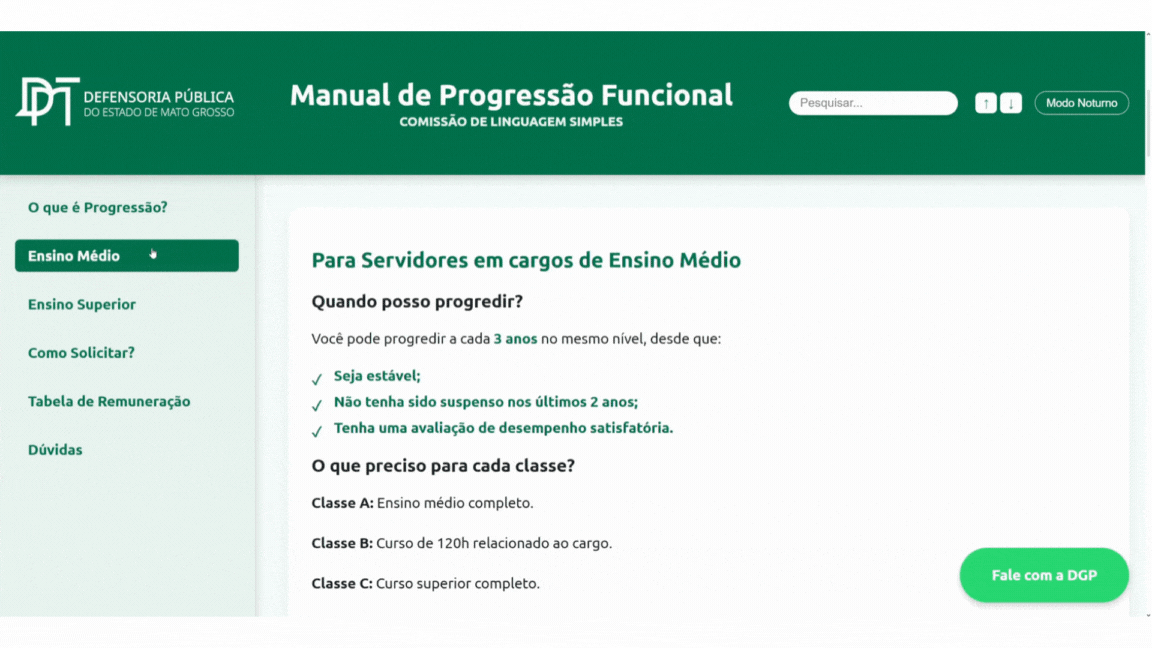 DEFENSORIA PÚBLICA
DO ESTADO DE MATO GROSSO
Manual de Progressão Funcional
COMISSÃO DE LINGUAGEM SIMPLES
Pesquisar...
↑ ↓
Modo Noturno
O que é Progressão?
Ensino Médio
Ensino Superior
Como Solicitar?
Tabela de Remuneração
Dúvidas
Para Servidores em cargos de Ensino Médio
Quando posso progredir?
Você pode progredir a cada 3 anos no mesmo nível, desde que:
✓ Seja estável;
✓ Não tenha sido suspenso nos últimos 2 anos;
✓ Tenha uma avaliação de desempenho satisfatória.
O que preciso para cada classe?
Classe A: Ensino médio completo.
Classe B: Curso de 120h relacionado ao cargo.
Classe C: Curso superior completo.
Fale com a DGP